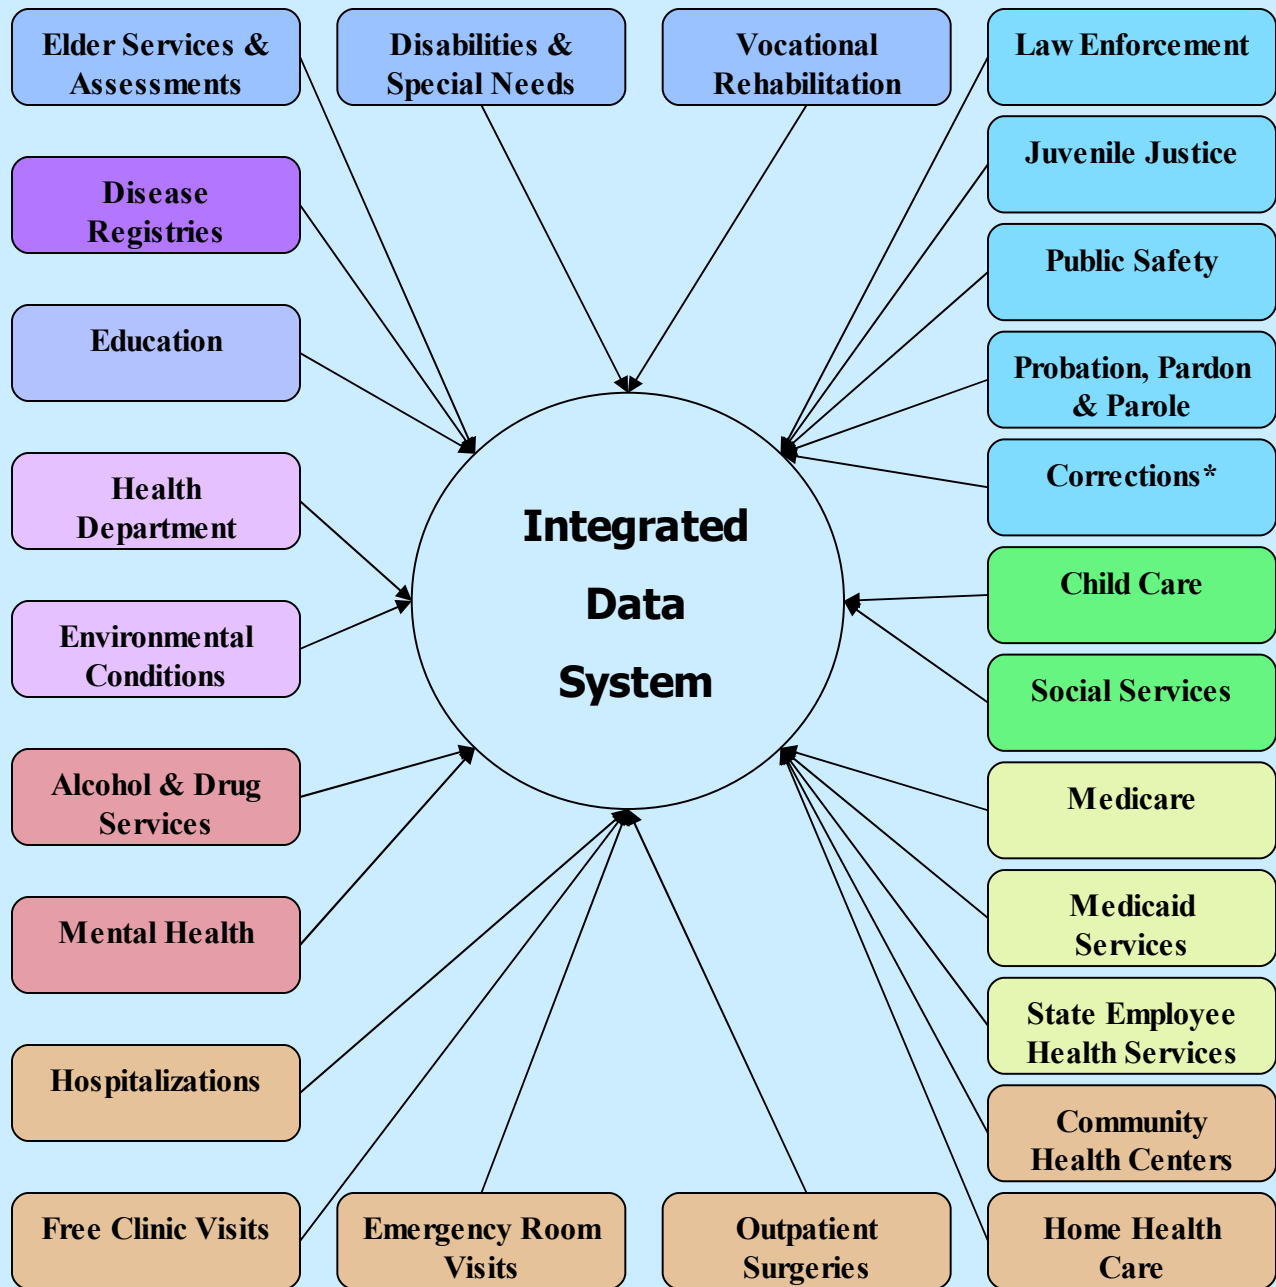 Elder Services &
Assessments
Disabilities &
Special Needs
Vocational
Rehabilitation
Law Enforcement
Disease
Registries
Juvenile Justice
Public Safety
Education
Probation, Pardon
& Parole
Health
Department
Corrections*
Integrated
Data
System
Child Care
Environmental
Conditions
Social Services
Alcohol & Drug
Services
Medicare
Mental Health
Medicaid
Services
State Employee
Health Services
Hospitalizations
Community
Health Centers
Free Clinic Visits
Emergency Room
Visits
Outpatient
Surgeries
Home Health
Care